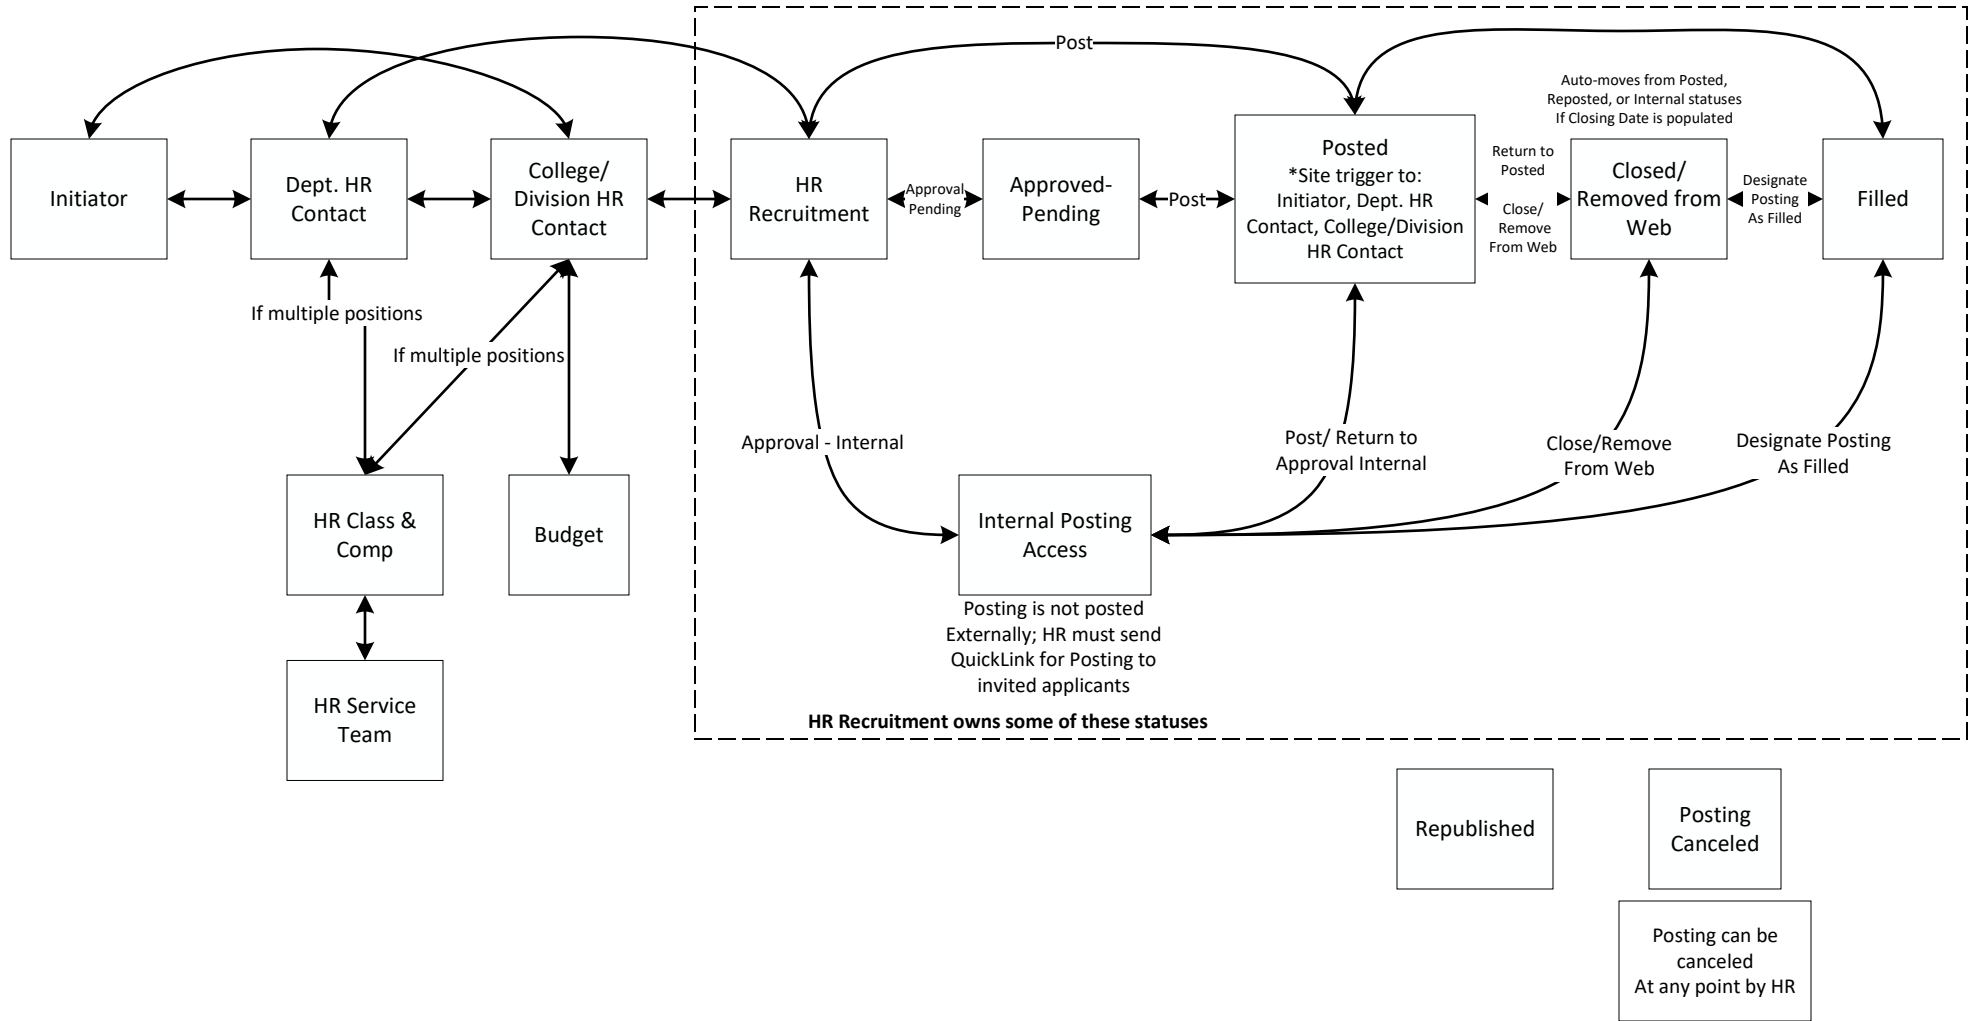 Post
Auto-moves from Posted,
Reposted, or Internal statuses
If Closing Date is populated
Initiator
Dept. HR
Contact
College/
Division HR
Contact
HR
Recruitment
Approval
Pending
Approved-
Pending
Post
Posted
*Site trigger to:
Initiator, Dept. HR
Contact, College/Division
HR Contact
Return to
Posted
Close/
Remove
From Web
Closed/
Removed from
Web
Designate
Posting
As Filled
Filled
If multiple positions
If multiple positions
Approval - Internal
Post/ Return to
Approval Internal
Close/Remove
From Web
Designate Posting
As Filled
HR Class &
Comp
Budget
Internal Posting
Access
Posting is not posted
Externally; HR must send
QuickLink for Posting to
invited applicants
HR Service
Team
HR Recruitment owns some of these statuses
Republished
Posting
Canceled
Posting can be
canceled
At any point by HR